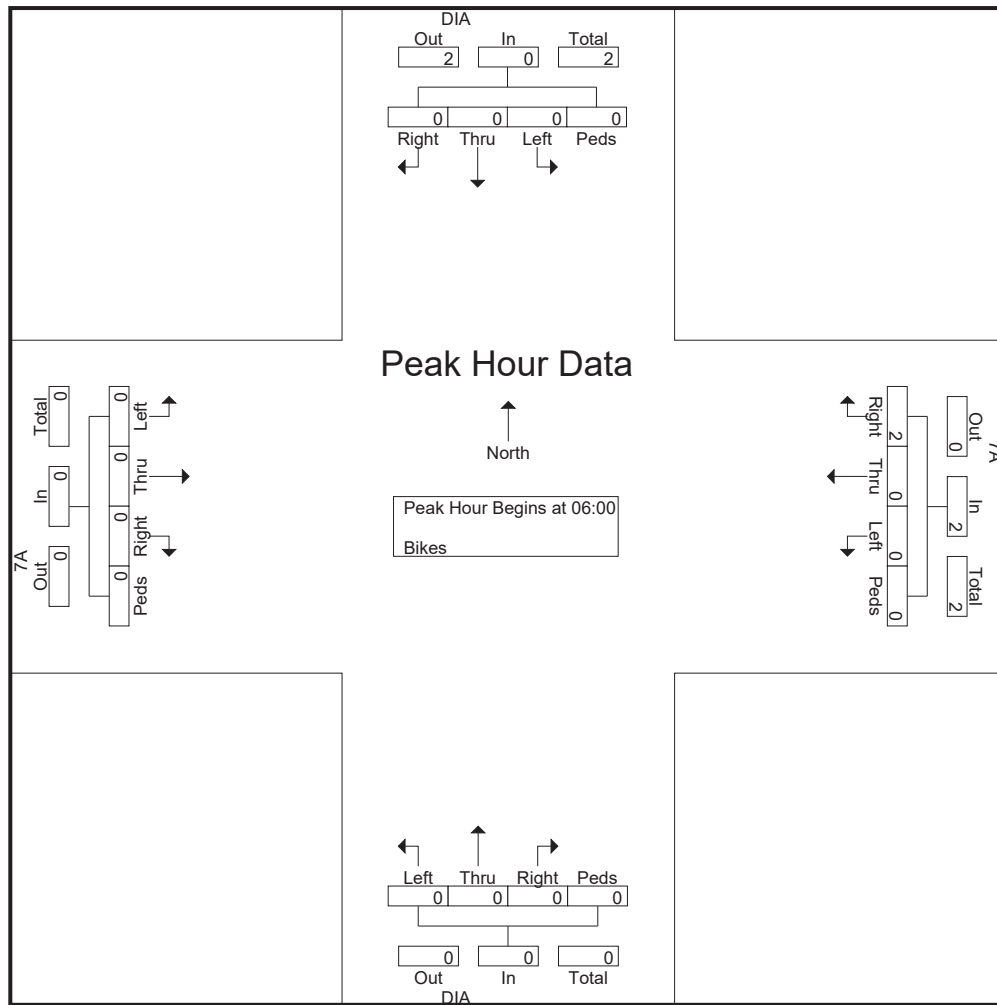 DIA
Out In Total
2 0 2
0 0 0 0
Right Thru Left Peds
Peak Hour Data
North
Peak Hour Begins at 06:00
Bikes
7A
Out In Total
0 0 0
0 0 0 0
Peds Right Thru Left
7A
Out In Total
0 2 2
2 0 0 0
Right Thru Left Peds
Left Thru Right Peds
0 0 0 0
0 0 0
Out In Total
DIA